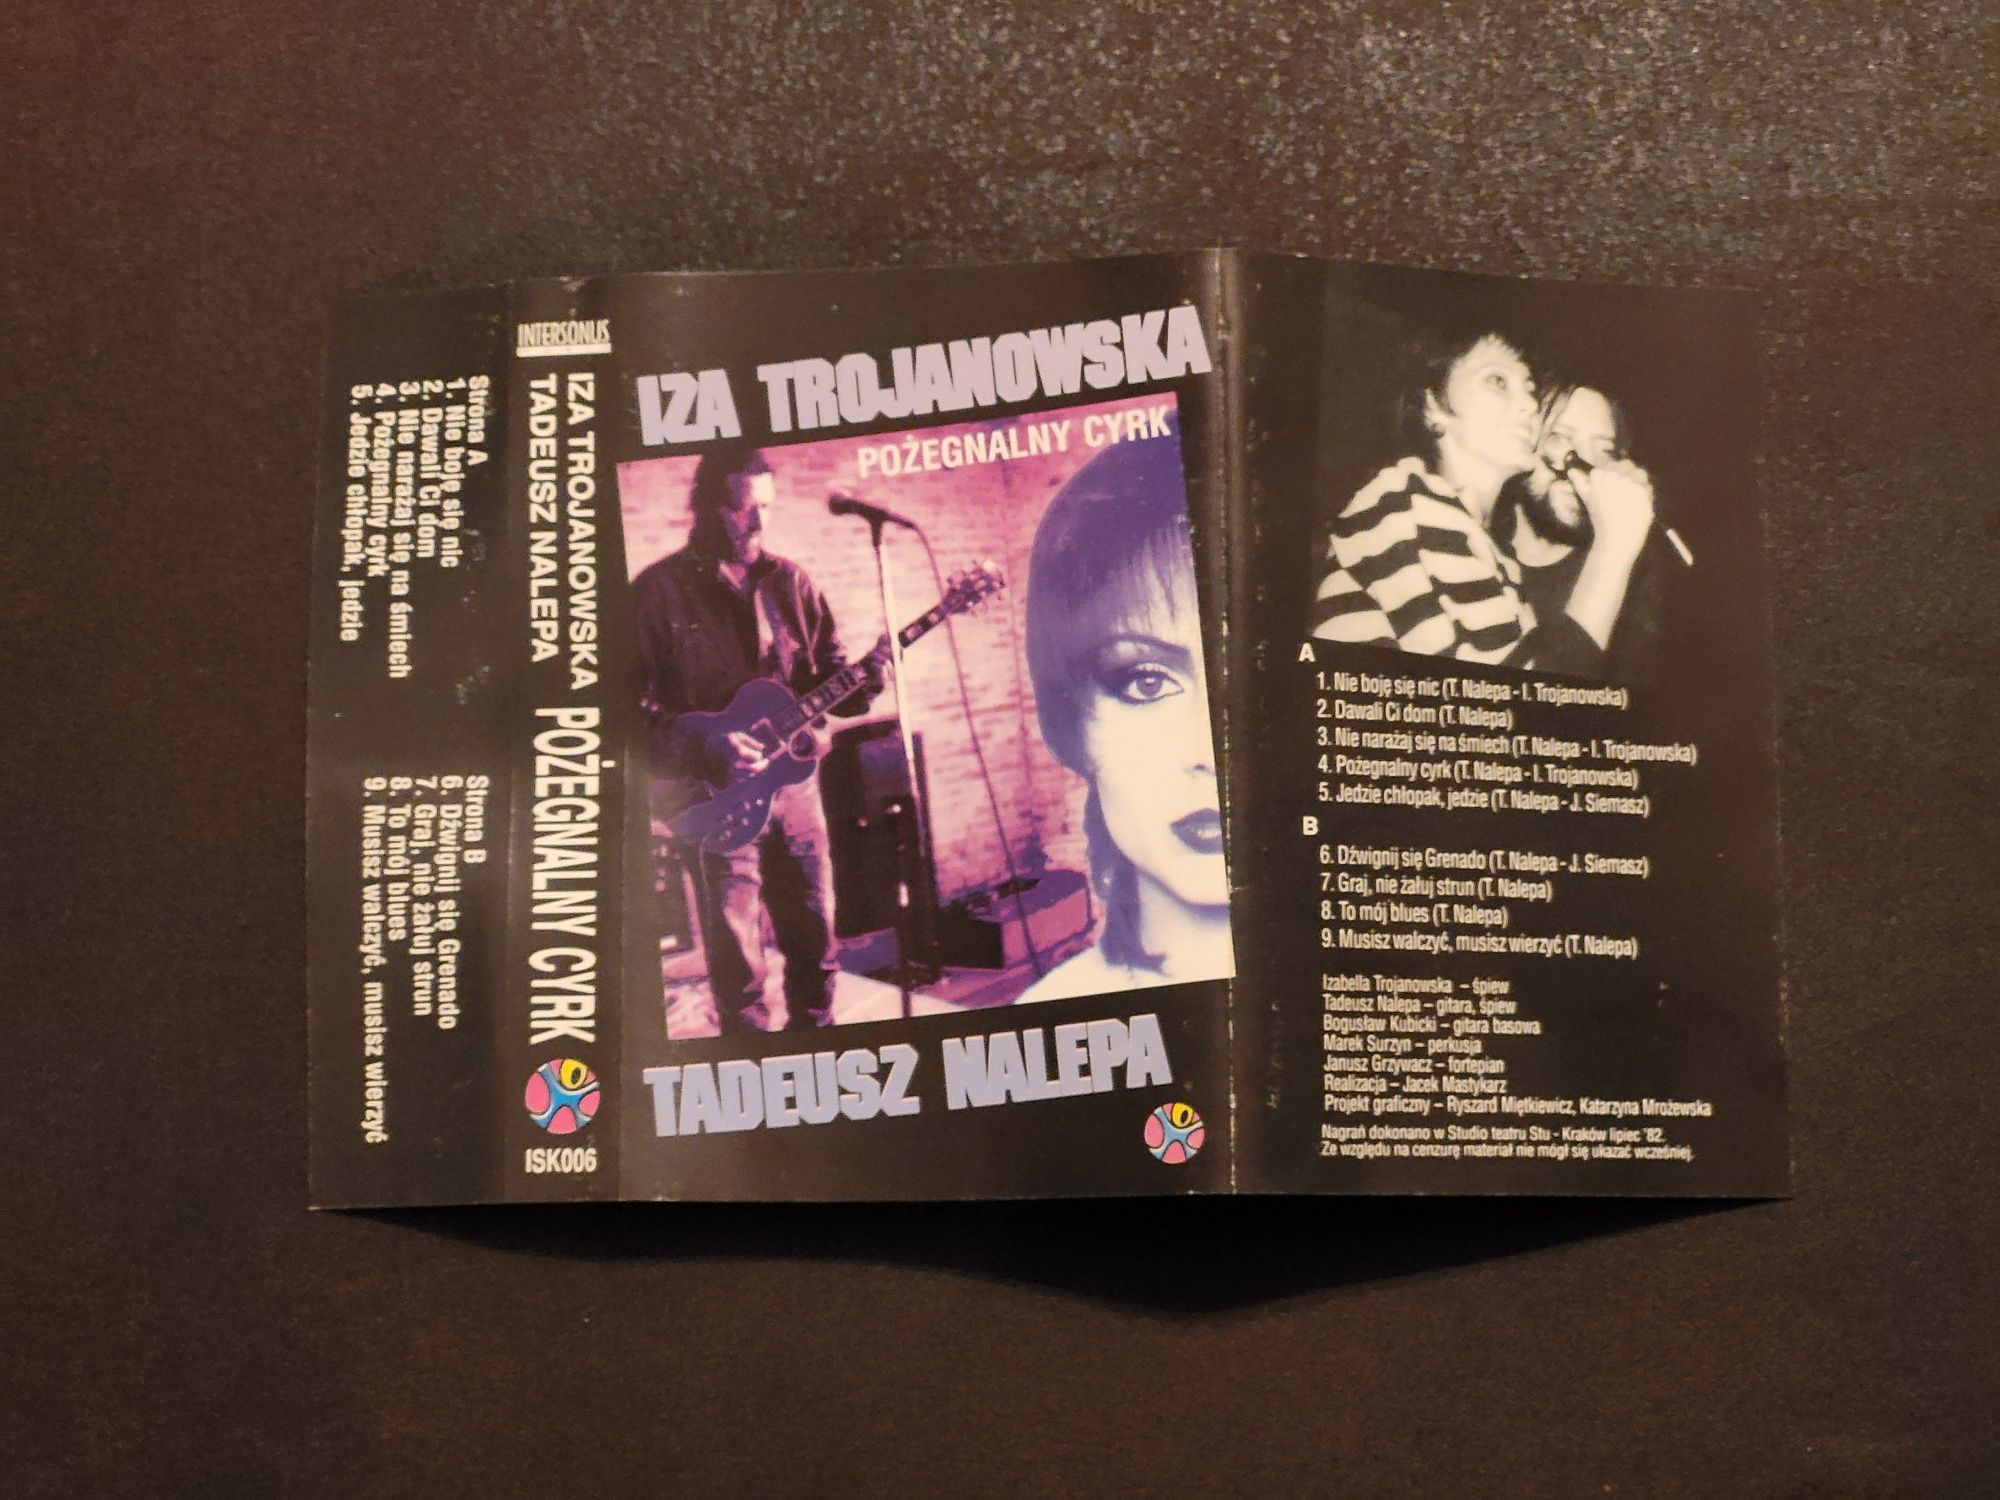 Strona A
1. Nie boję się nic
2. Dawali Ci dom
3. Nie narażaj się na śmiech
4. Pożegnalny cyrk
5. Jedzie chłopak, jedzie
Strona B
6. Dźwignij się Grenado
7. Graj, nie żałuj strun
8. To mój blues
9. Musisz walczyć, musisz wierzyć
INTERSONUS
IZA TROJANOWSKA
TADEUSZ NALEPA
POŻEGNALNY CYRK
ISK006
IZA TROJANOWSKA
POŻEGNALNY CYRK
TADEUSZ NALEPA
A
1. Nie boję się nic (T. Nalepa - I. Trojanowska)
2. Dawali Ci dom (T. Nalepa)
3. Nie narażaj się na śmiech (T. Nalepa - I. Trojanowska)
4. Pożegnalny cyrk (T. Nalepa - I. Trojanowska)
5. Jedzie chłopak, jedzie (T. Nalepa - J. Siemasz)
B
6. Dźwignij się Grenado (T. Nalepa - J. Siemasz)
7. Graj, nie żałuj strun (T. Nalepa)
8. To mój blues (T. Nalepa)
9. Musisz walczyć, musisz wierzyć (T. Nalepa)
Izabella Trojanowska – śpiew
Tadeusz Nalepa – gitara, śpiew
Bogusław Kubicki – gitara basowa
Marek Surzyn – perkusja
Janusz Grzywacz – fortepian
Realizacja – Jacek Mastykarz
Projekt graficzny – Ryszard Miętkiewicz, Katarzyna Mrożewska
Nagrań dokonano w Studio teatru Stu - Kraków lipiec '82.
Ze względu na cenzurę materiał nie mógł się ukazać wcześniej.